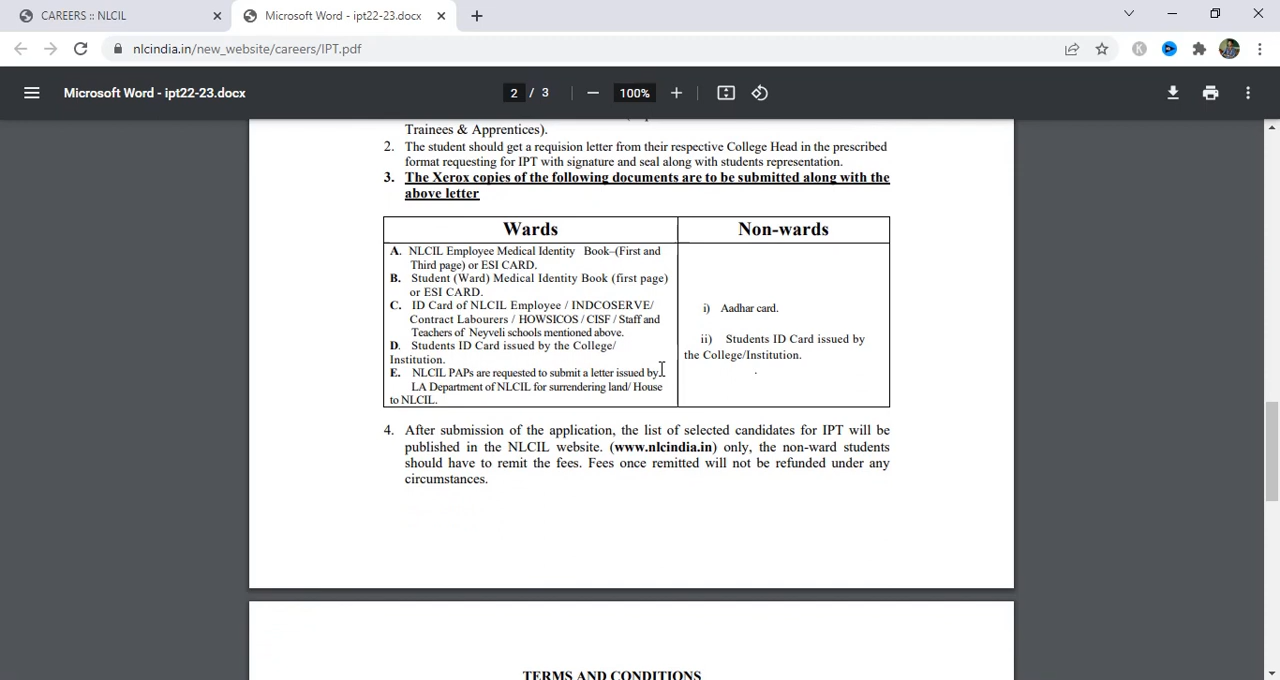 CAREERS :: NLCIL
Microsoft Word - ipt22-23.docx
nlcindia.in/new_website/careers/IPT.pdf
Microsoft Word - ipt22-23.docx
2 / 3
100%
Trainees & Apprentices).
2. The student should get a requision letter from their respective College Head in the prescribed
format requesting for IPT with signature and seal along with students representation.
3. The Xerox copies of the following documents are to be submitted along with the
above letter
Wards
A. NLCIL Employee Medical Identity Book–(First and
Third page) or ESI CARD.
B. Student (Ward) Medical Identity Book (first page)
or ESI CARD.
C. ID Card of NLCIL Employee / INDCOSERVE/
Contract Labourers / HOWSICOS / CISF / Staff and
Teachers of Neyveli schools mentioned above.
D. Students ID Card issued by the College/
Institution.
E. NLCIL PAPs are requested to submit a letter issued by
LA Department of NLCIL for surrendering land/ House
to NLCIL.
Non-wards
i) Aadhar card.
ii) Students ID Card issued by
the College/Institution.
.
4. After submission of the application, the list of selected candidates for IPT will be
published in the NLCIL website. (www.nlcindia.in) only, the non-ward students
should have to remit the fees. Fees once remitted will not be refunded under any
circumstances.
TERMS AND CONDITIONS